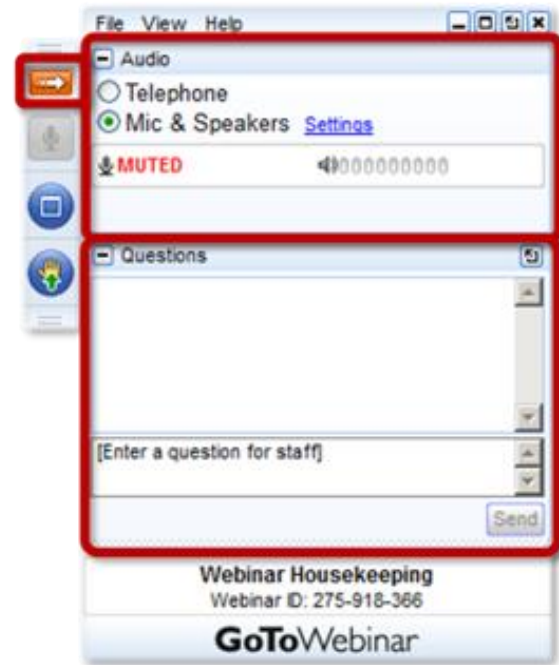 File View Help
Audio
Telephone
Mic & Speakers Settings
MUTED
Questions
[Enter a question for staff]
Send
Webinar Housekeeping
Webinar ID: 275-918-366
GoToWebinar